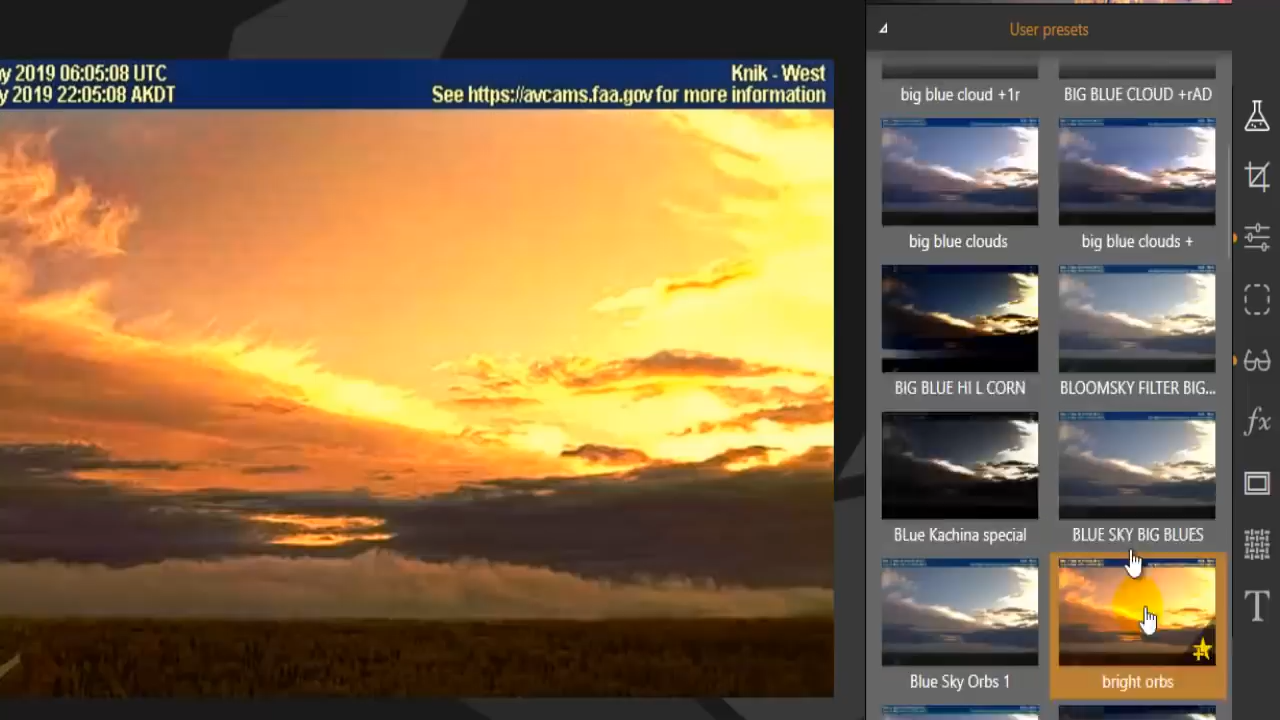 y 2019 06:05:08 UTC
y 2019 22:05:08 AKDT
Knik - West
See https://avcams.faa.gov for more information
User presets
big blue cloud +1r
BIG BLUE CLOUD +rAD
big blue clouds
big blue clouds +
BIG BLUE HI L CORN
BLOOMSKY FILTER BIG...
BLue Kachina special
BLUE SKY BIG BLUES
Blue Sky Orbs 1
bright orbs
fx
T